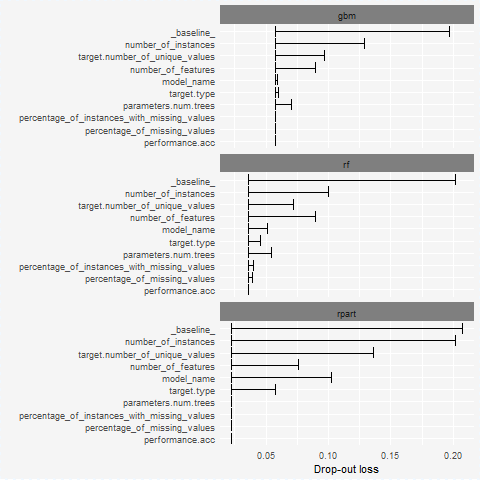 gbm
_baseline_
number_of_instances
target.number_of_unique_values
number_of_features
model_name
target.type
parameters.num.trees
percentage_of_instances_with_missing_values
percentage_of_missing_values
performance.acc
rf
_baseline_
number_of_instances
target.number_of_unique_values
number_of_features
model_name
target.type
parameters.num.trees
percentage_of_instances_with_missing_values
percentage_of_missing_values
performance.acc
rpart
_baseline_
number_of_instances
target.number_of_unique_values
number_of_features
model_name
target.type
parameters.num.trees
percentage_of_instances_with_missing_values
percentage_of_missing_values
performance.acc
0.05 0.10 0.15 0.20
Drop-out loss